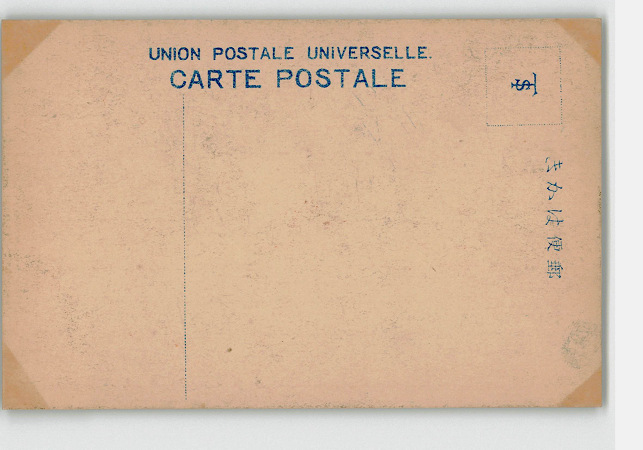 UNION POSTALE UNIVERSELLE.
CARTE POSTALE
郵便はかき